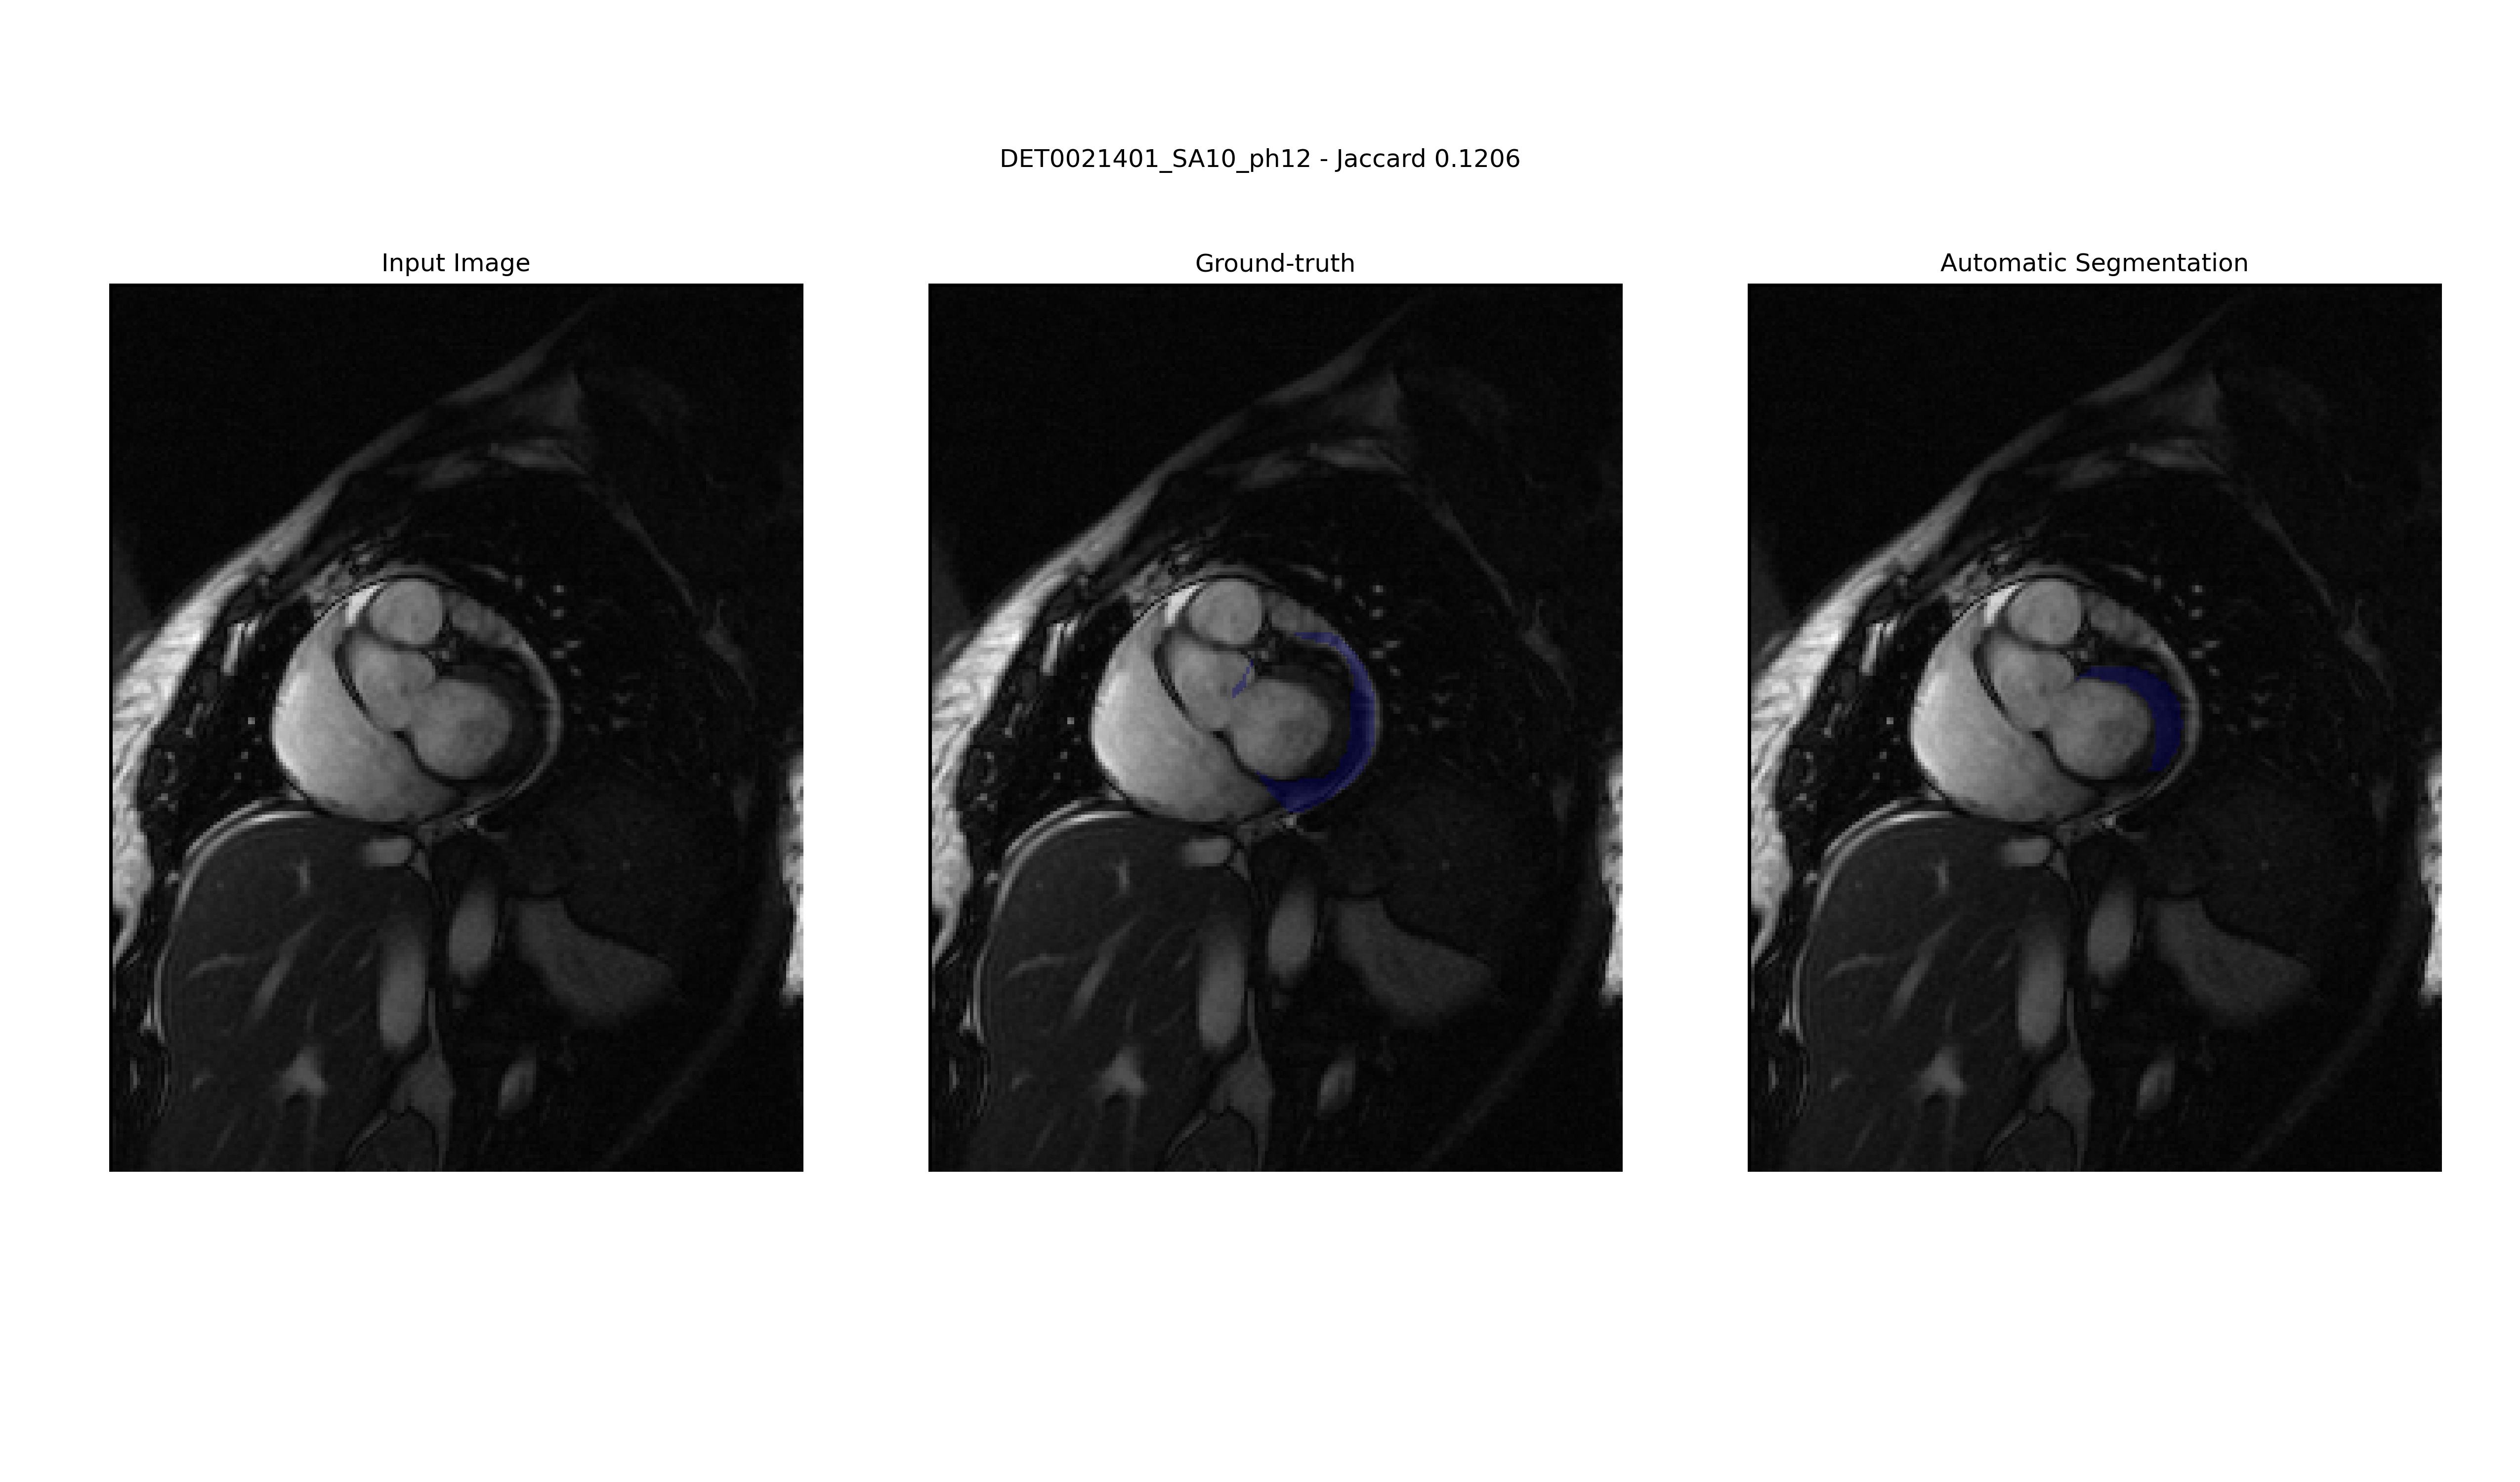 DET0021401_SA10_ph12 - Jaccard 0.1206
Input Image
Ground-truth
Automatic Segmentation